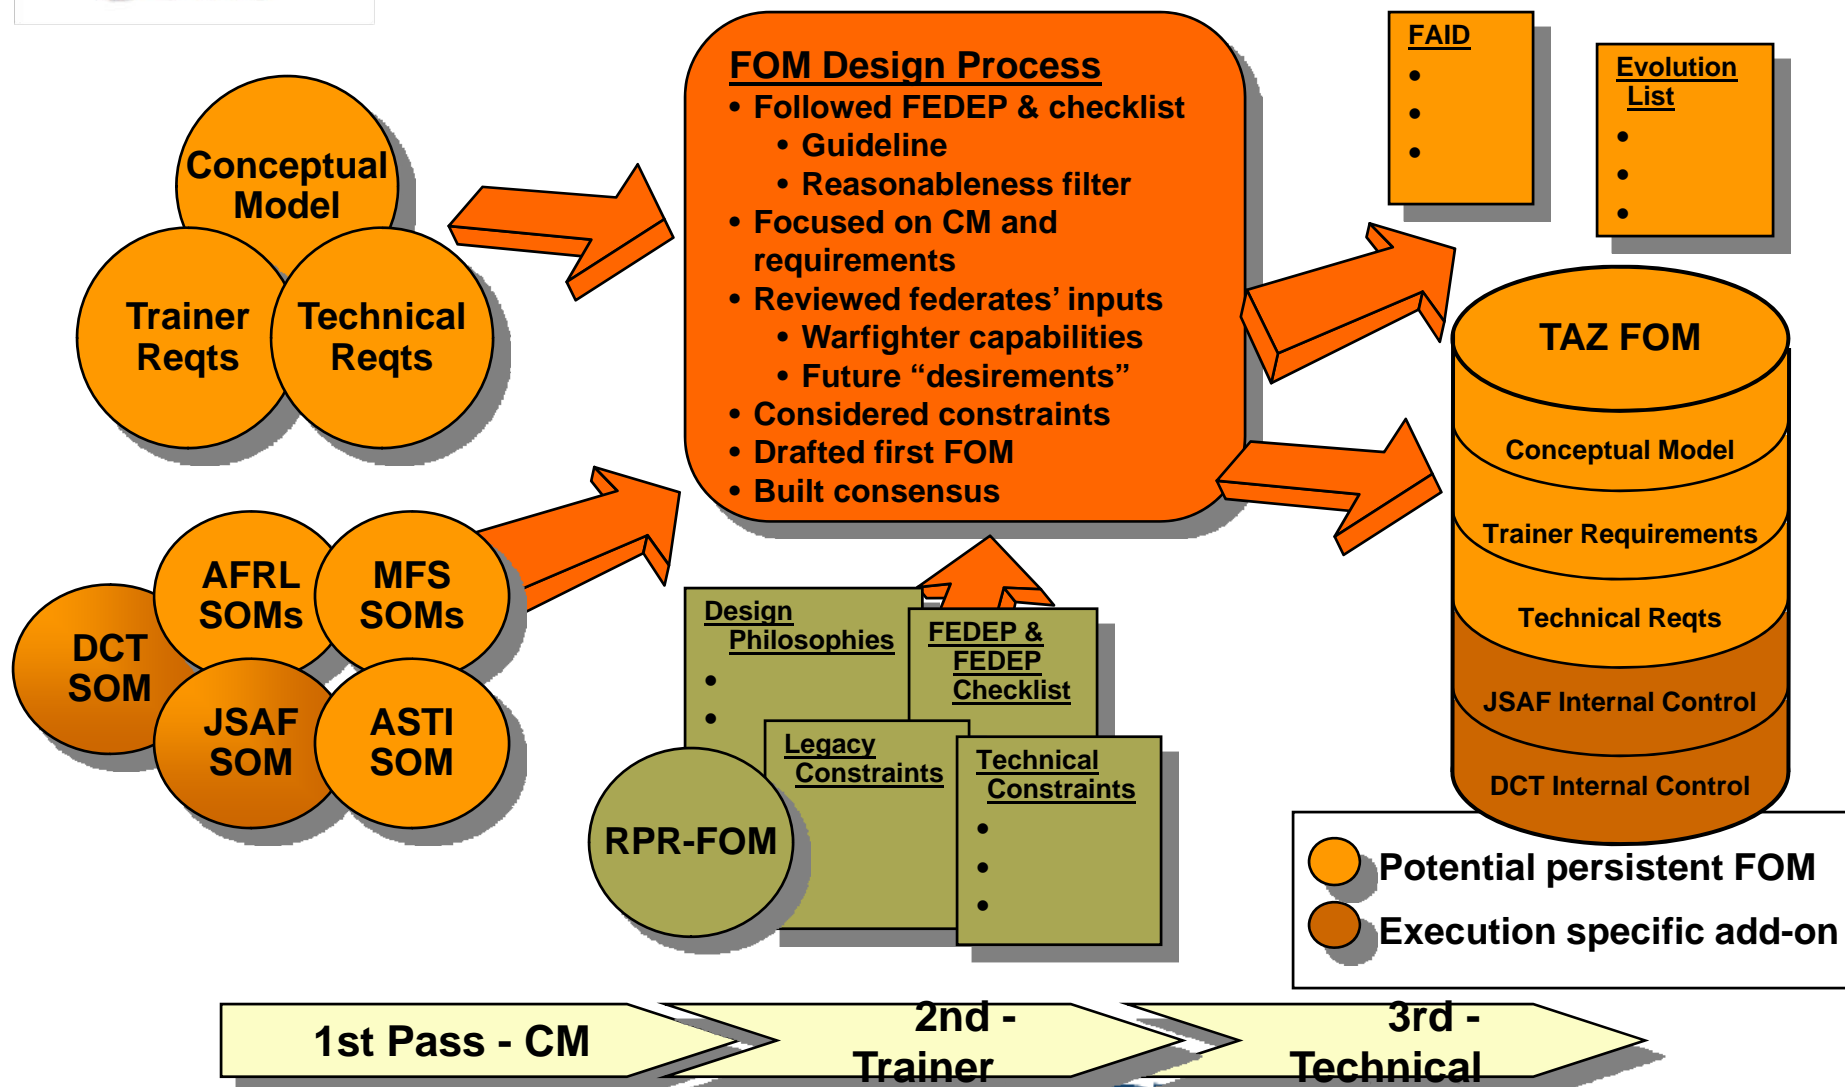 Conceptual
Model
Trainer
Reqts
Technical
Reqts
AFRL
SOMs
MFS
SOMs
DCT
SOM
JSAF
SOM
ASTI
SOM
FOM Design Process
• Followed FEDEP & checklist
• Guideline
• Reasonableness filter
• Focused on CM and
requirements
• Reviewed federates’ inputs
• Warfighter capabilities
• Future “desirements”
• Considered constraints
• Drafted first FOM
• Built consensus
Design
Philosophies
•
•
FEDEP &
FEDEP
Checklist
Legacy
Constraints
Technical
Constraints
•
•
•
RPR-FOM
FAID
•
•
•
Evolution
List
•
•
•
TAZ FOM
Conceptual Model
Trainer Requirements
Technical Reqts
JSAF Internal Control
DCT Internal Control
Potential persistent FOM
Execution specific add-on
1st Pass - CM
2nd -
Trainer
3rd -
Technical